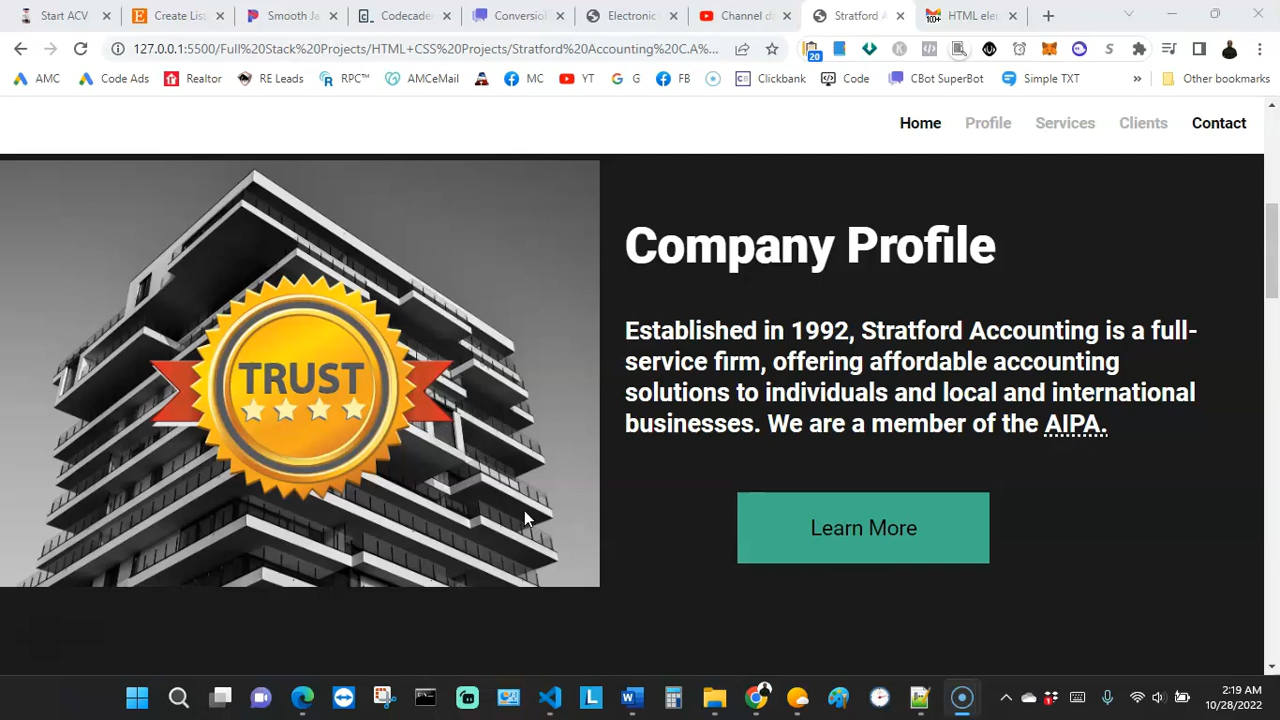 Start ACV
Create Lis
Smooth Ja
Codecade
Conversio
Electronic
Channel d
Stratford A
HTML ele
127.0.0.1:5500/Full%20Stack%20Projects/HTML+CSS%20Projects/Stratford%20Accounting%20C.A%...
20
AMC
Code Ads
Realtor
RE Leads
RPC™
AMCeMail
MC
YT
G
FB
Clickbank
Code
CBot SuperBot
Simple TXT
»
Other bookmarks
Home
Profile
Services
Clients
Contact
TRUST
Company Profile
Established in 1992, Stratford Accounting is a full-
service firm, offering affordable accounting
solutions to individuals and local and international
businesses. We are a member of the AIPA.
Learn More
2:19 AM
10/28/2022